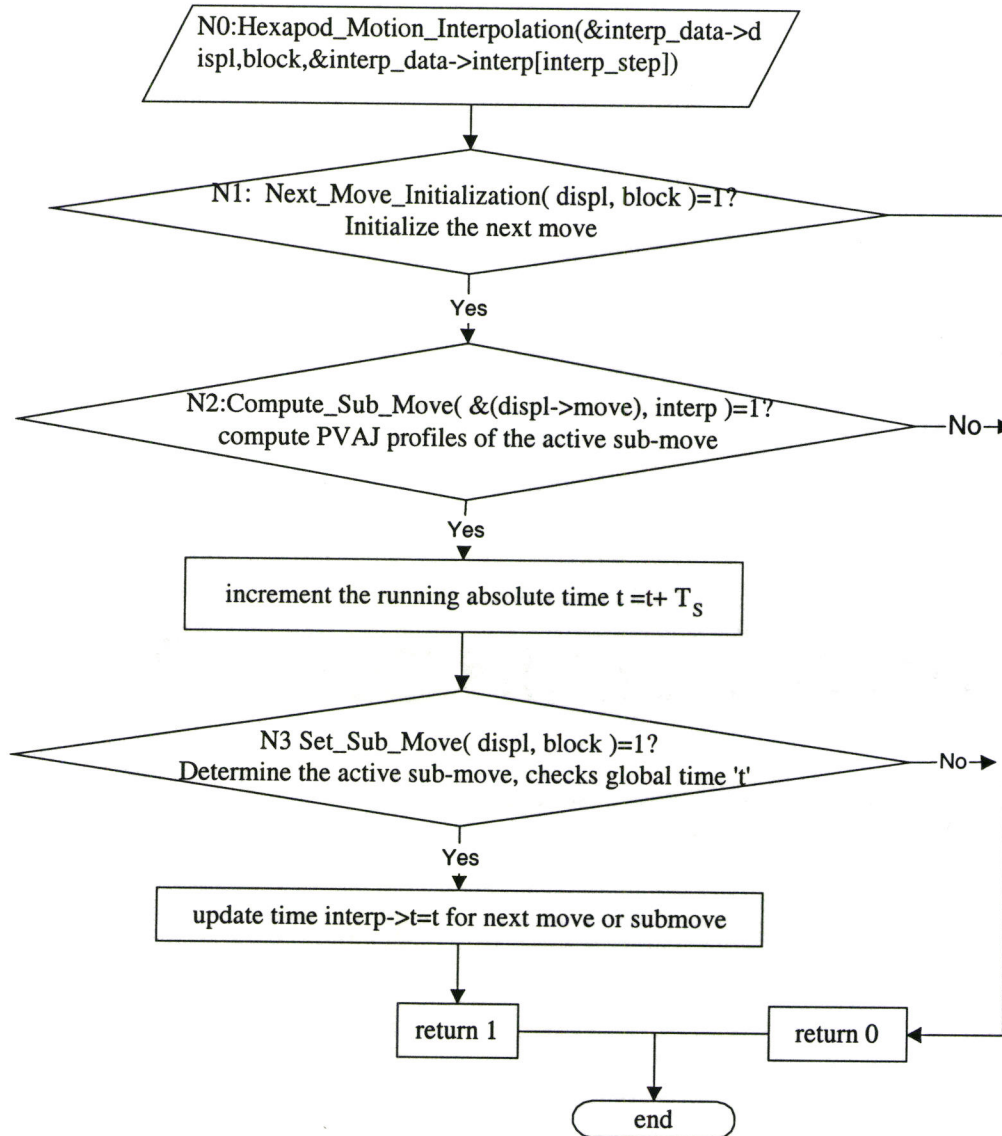 N0:Hexapod_Motion_Interpolation(&interp_data->d
ispl,block,&interp_data->interp[interp_step])
N1: Next_Move_Initialization( displ, block )=1?
Initialize the next move
Yes
N2:Compute_Sub_Move( &(displ->move), interp )=1?
compute PVAJ profiles of the active sub-move
No
Yes
increment the running absolute time t =t+ TS
N3 Set_Sub_Move( displ, block )=1?
Determine the active sub-move, checks global time 't'
No
Yes
update time interp->t=t for next move or submove
return 1
return 0
end